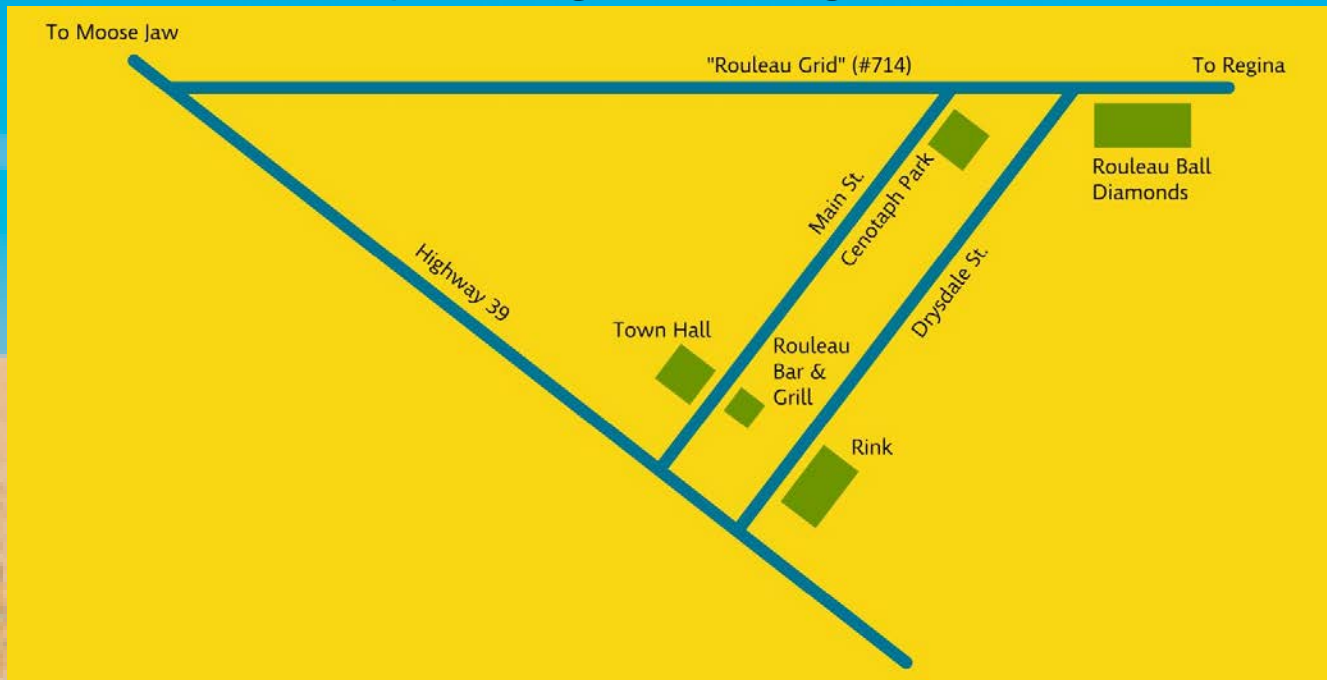 To Moose Jaw
"Rouleau Grid" (#714)
To Regina
Rouleau Ball
Diamonds
Main St.
Cenotaph Park
Drysdale St.
Highway 39
Town Hall
Rouleau
Bar &
Grill
Rink